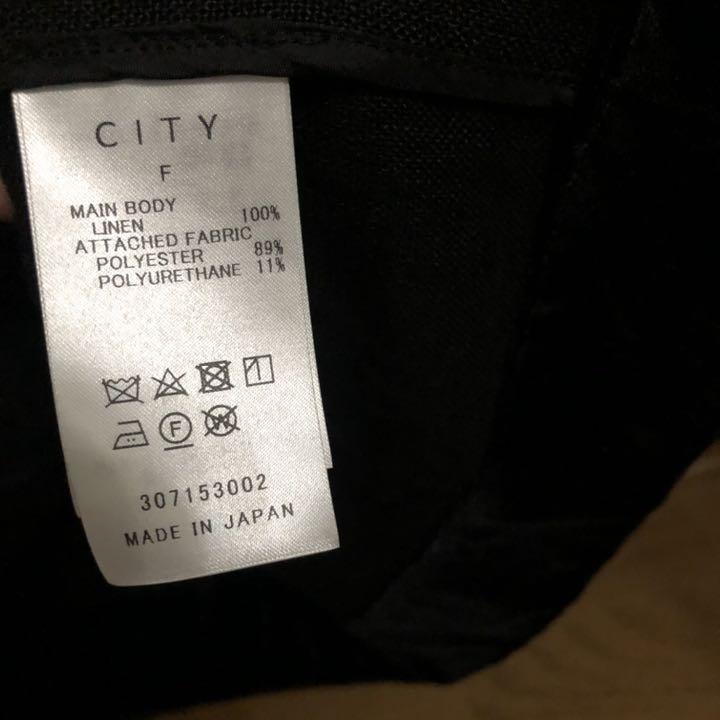 CITY
F
MAIN BODY
LINEN 100%
ATTACHED FABRIC
POLYESTER 89%
POLYURETHANE 11%
F
W
307153002
MADE IN JAPAN